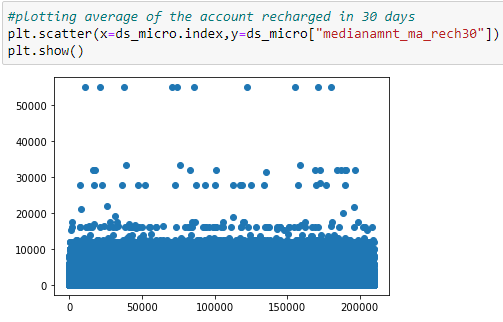 #plotting average of the account recharged in 30 days
plt.scatter(x=ds_micro.index,y=ds_micro["medianamnt_ma_rech30"])
plt.show()
50000
40000
30000
20000
10000
0
0 50000 100000 150000 200000